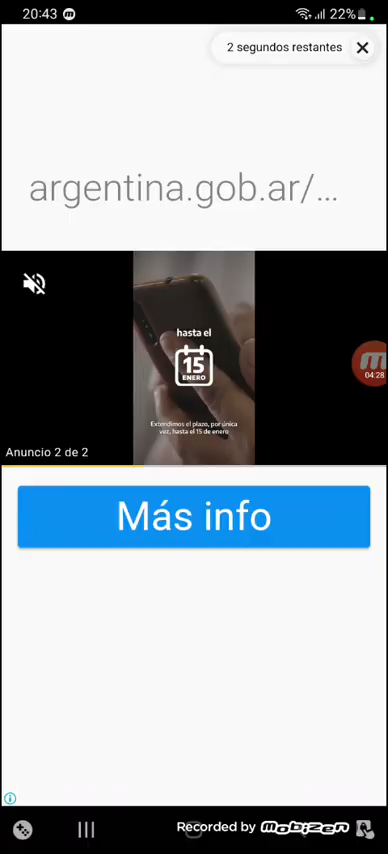 20:43
22%
2 segundos restantes
argentina.gob.ar/...
hasta el
15
ENERO
Extendimos el plazo, por única
vez, hasta el 15 de enero
04:28
Anuncio 2 de 2
Más info
Recorded by Mobizen